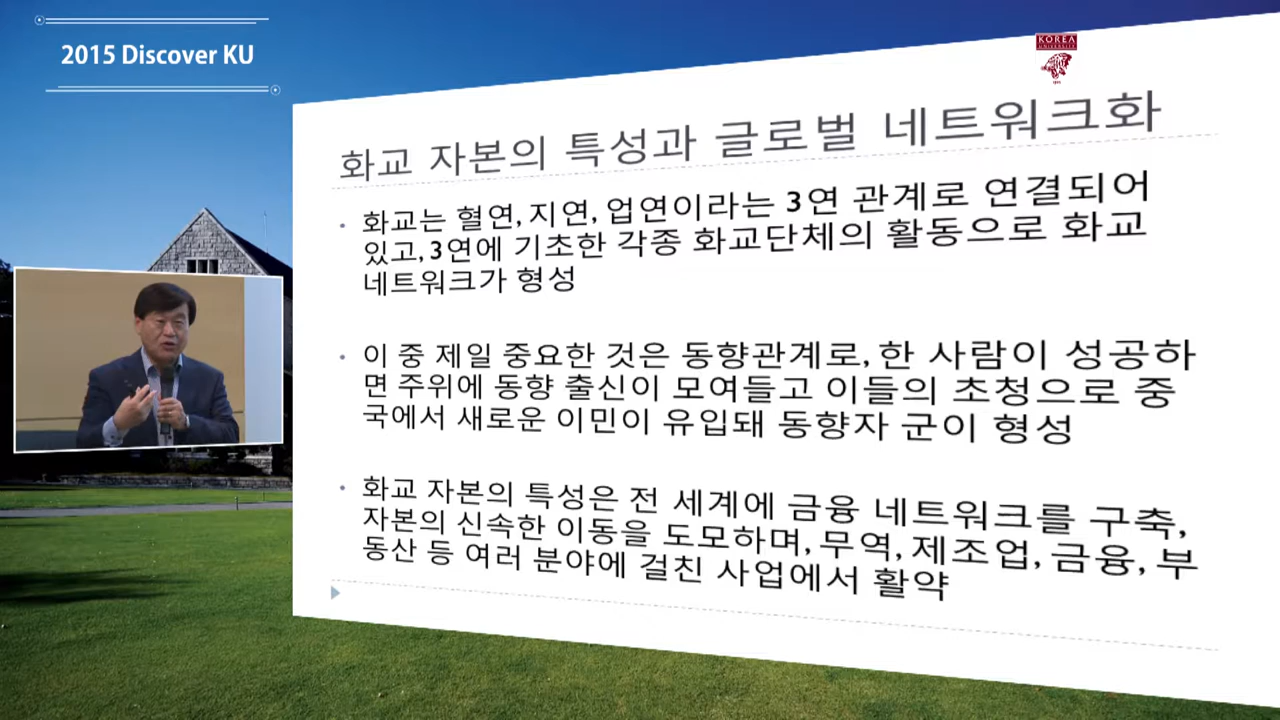 2015 Discover KU
KOREA
UNIVERSITY
화교 자본의 특성과 글로벌 네트워크화
화교는 혈연, 지연, 업연이라는 3연 관계로 연결되어
있고, 3연에 기초한 각종 화교단체의 활동으로 화교
네트워크가 형성
이 중 제일 중요한 것은 동향관계로, 한 사람이 성공하
면 주위에 동향 출신이 모여들고 이들의 초청으로 중
국에서 새로운 이민이 유입돼 동향자 군이 형성
화교 자본의 특성은 전 세계에 금융 네트워크를 구축,
자본의 신속한 이동을 도모하며, 무역, 제조업, 금융, 부
동산 등 여러 분야에 걸친 사업에서 활약